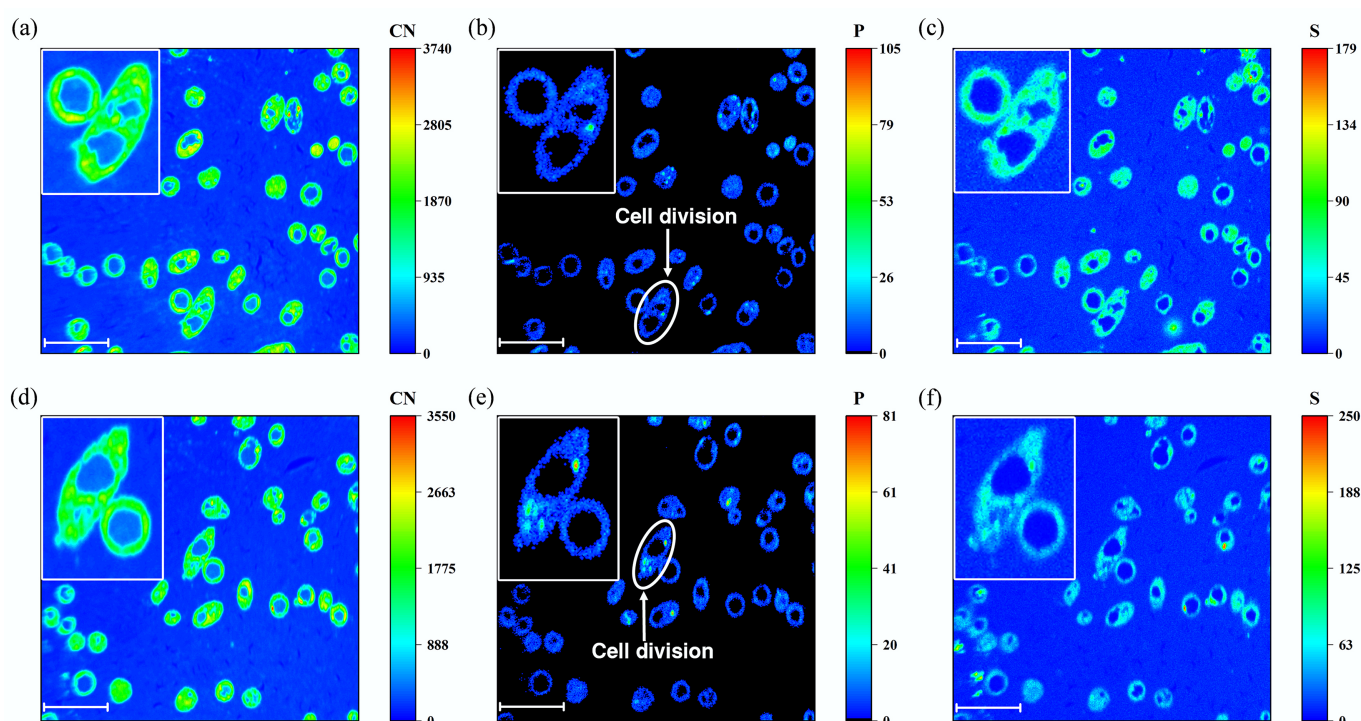 (a) CN (b) P (c) S
3740 105 179
2805 79 134
1870 53 90
Cell division
935 26 45
0 0 0
(d) CN (e) P (f) S
3550 81 250
2663 61 188
1775 41 125
888 20 63
Cell division
0 0 0